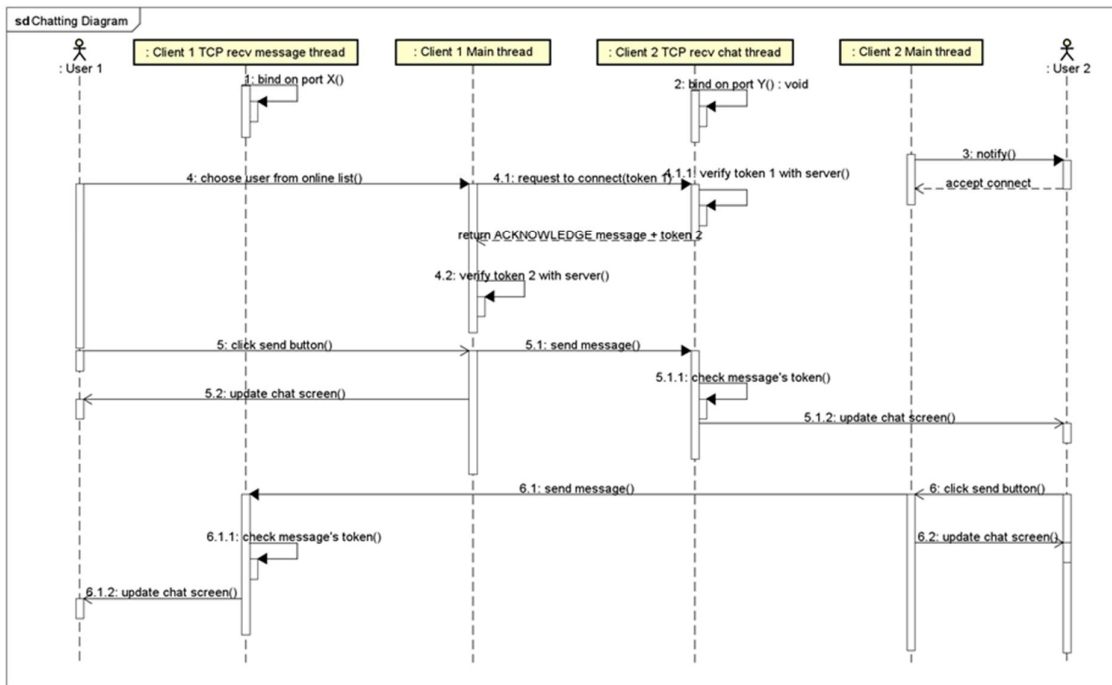 sd Chatting Diagram
: User 1
: Client 1 TCP recv message thread
: Client 1 Main thread
: Client 2 TCP recv chat thread
: Client 2 Main thread
: User 2
1: bind on port X()
2: bind on port Y() : void
3: notify()
4: choose user from online list()
4.1: request to connect(token 1)
4.1.1: verify token 1 with server()
accept connect
return ACKNOWLEDGE message + token 2
4.2: verify token 2 with server()
5: click send button()
5.1: send message()
5.1.1: check message's token()
5.2: update chat screen()
5.1.2: update chat screen()
6.1: send message()
6: click send button()
6.1.1: check message's token()
6.2: update chat screen()
6.1.2: update chat screen()